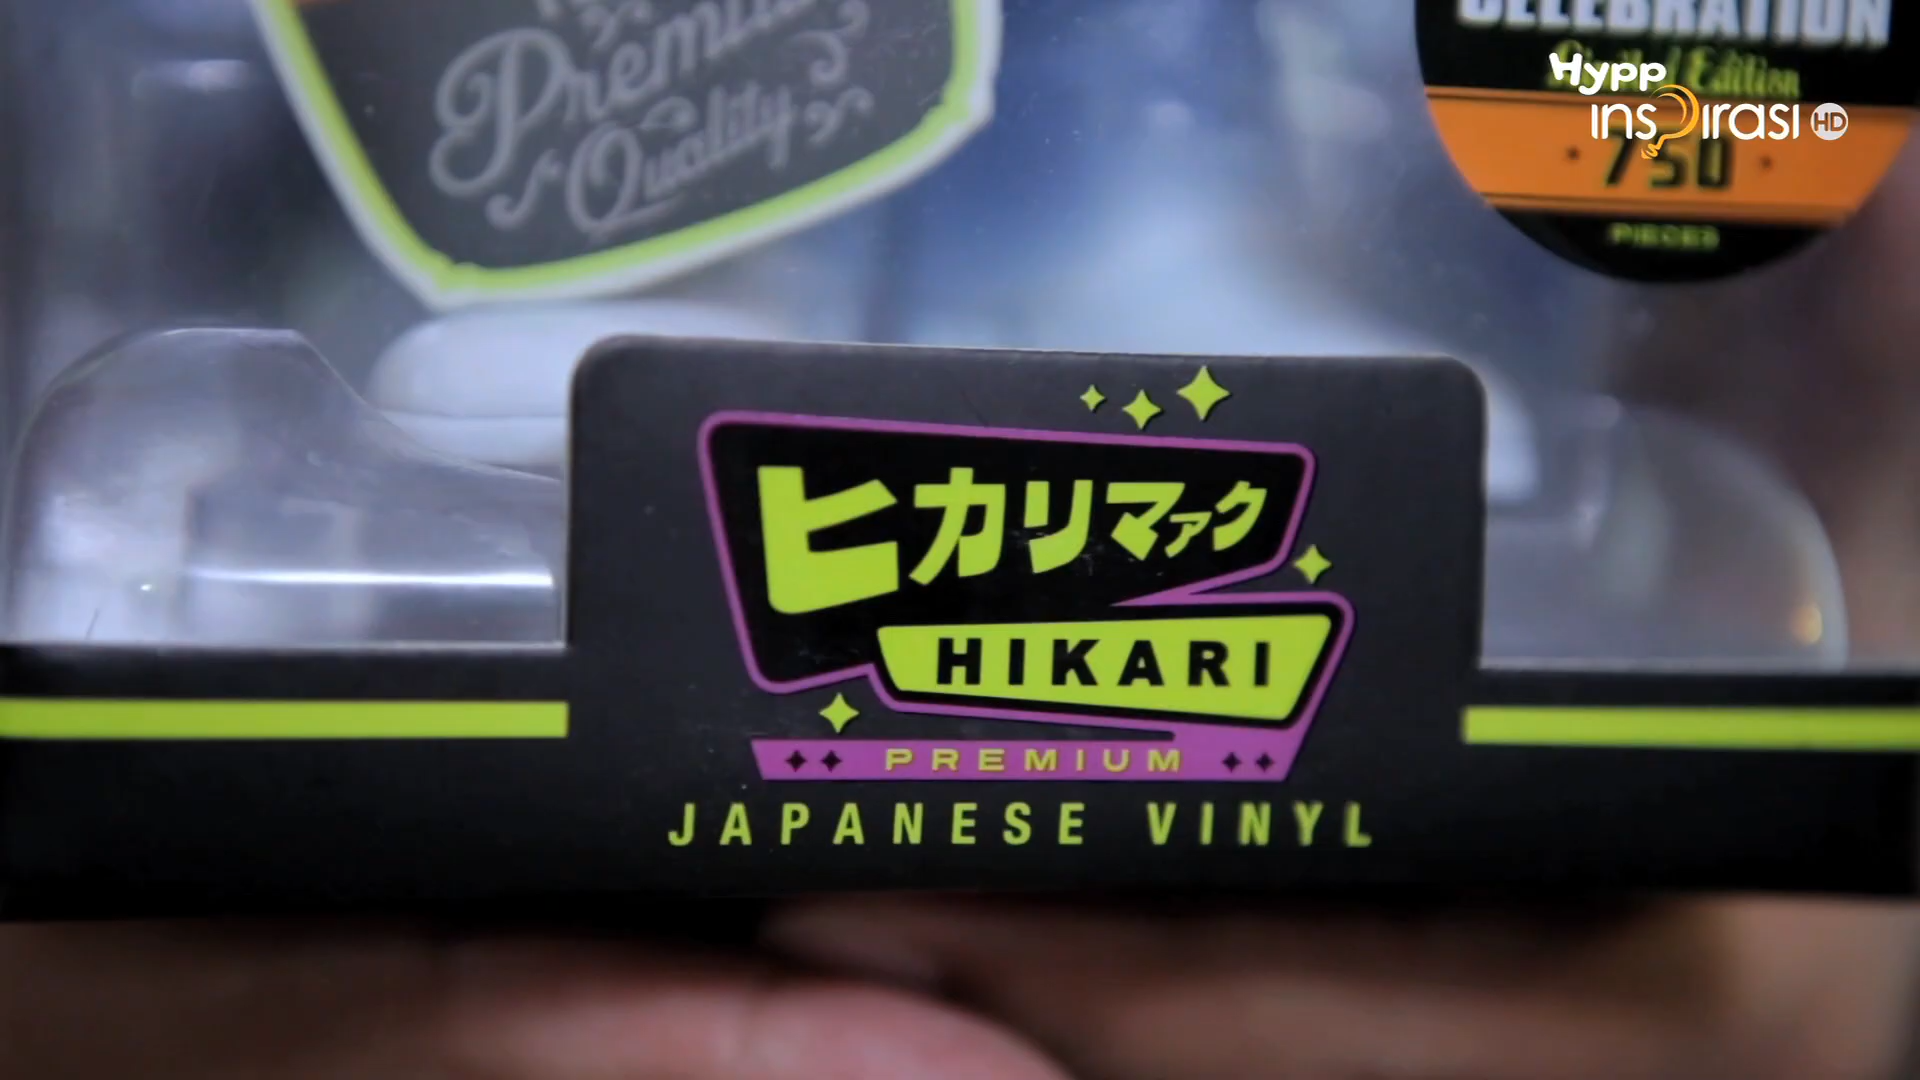 Premium
Quality
CELEBRATION
Limited Edition
750
PIECES
Hypp
inspirasi HD
ヒカリマァク
HIKARI
PREMIUM
JAPANESE VINYL